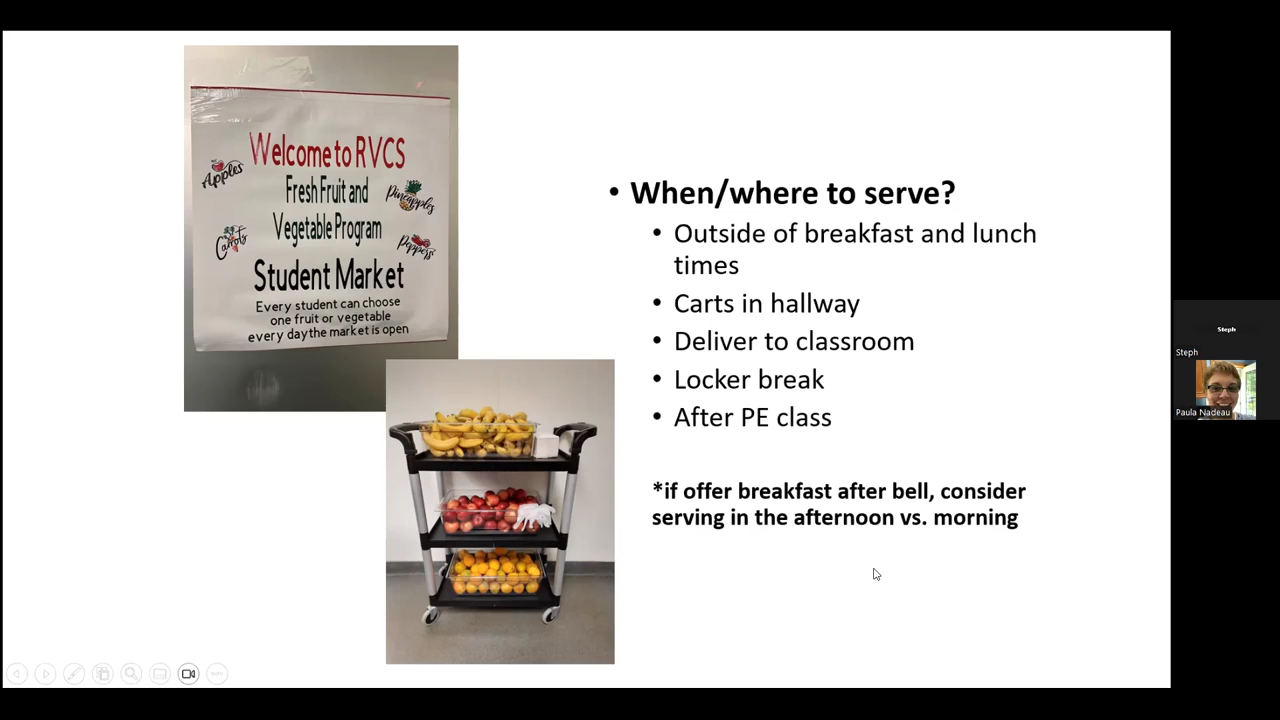 Welcome to RVCS
Fresh Fruit and
Vegetable Program
Apples
Pineapples
Carrots
Peppers
Student Market
Every student can choose
one fruit or vegetable
every daythe market is open
• When/where to serve?
• Outside of breakfast and lunch
times
• Carts in hallway
• Deliver to classroom
• Locker break
• After PE class
*if offer breakfast after bell, consider
serving in the afternoon vs. morning
Steph
Steph
Paula Nadeau